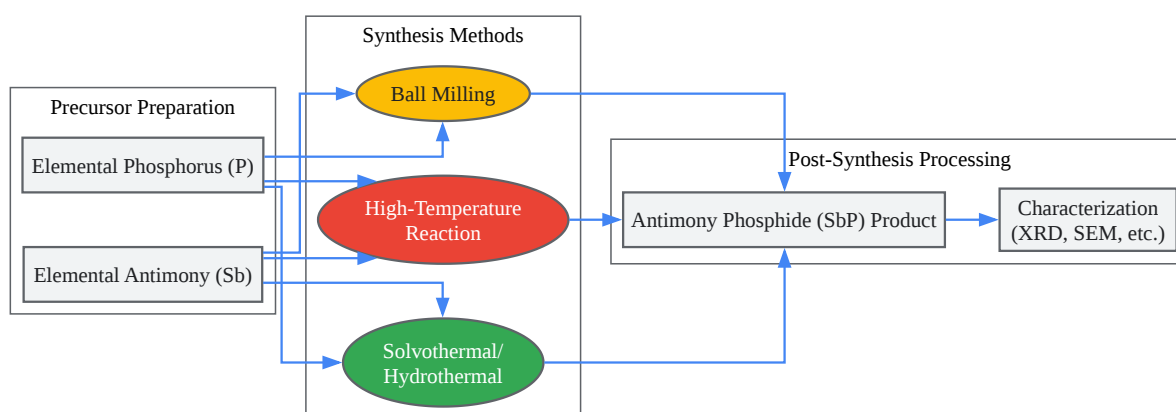 Synthesis Methods
Precursor Preparation
Ball Milling
Elemental Phosphorus (P)
Post-Synthesis Processing
High-Temperature
Reaction
Antimony Phosphide (SbP) Product
Characterization
(XRD, SEM, etc.)
Elemental Antimony (Sb)
Solvothermal/
Hydrothermal